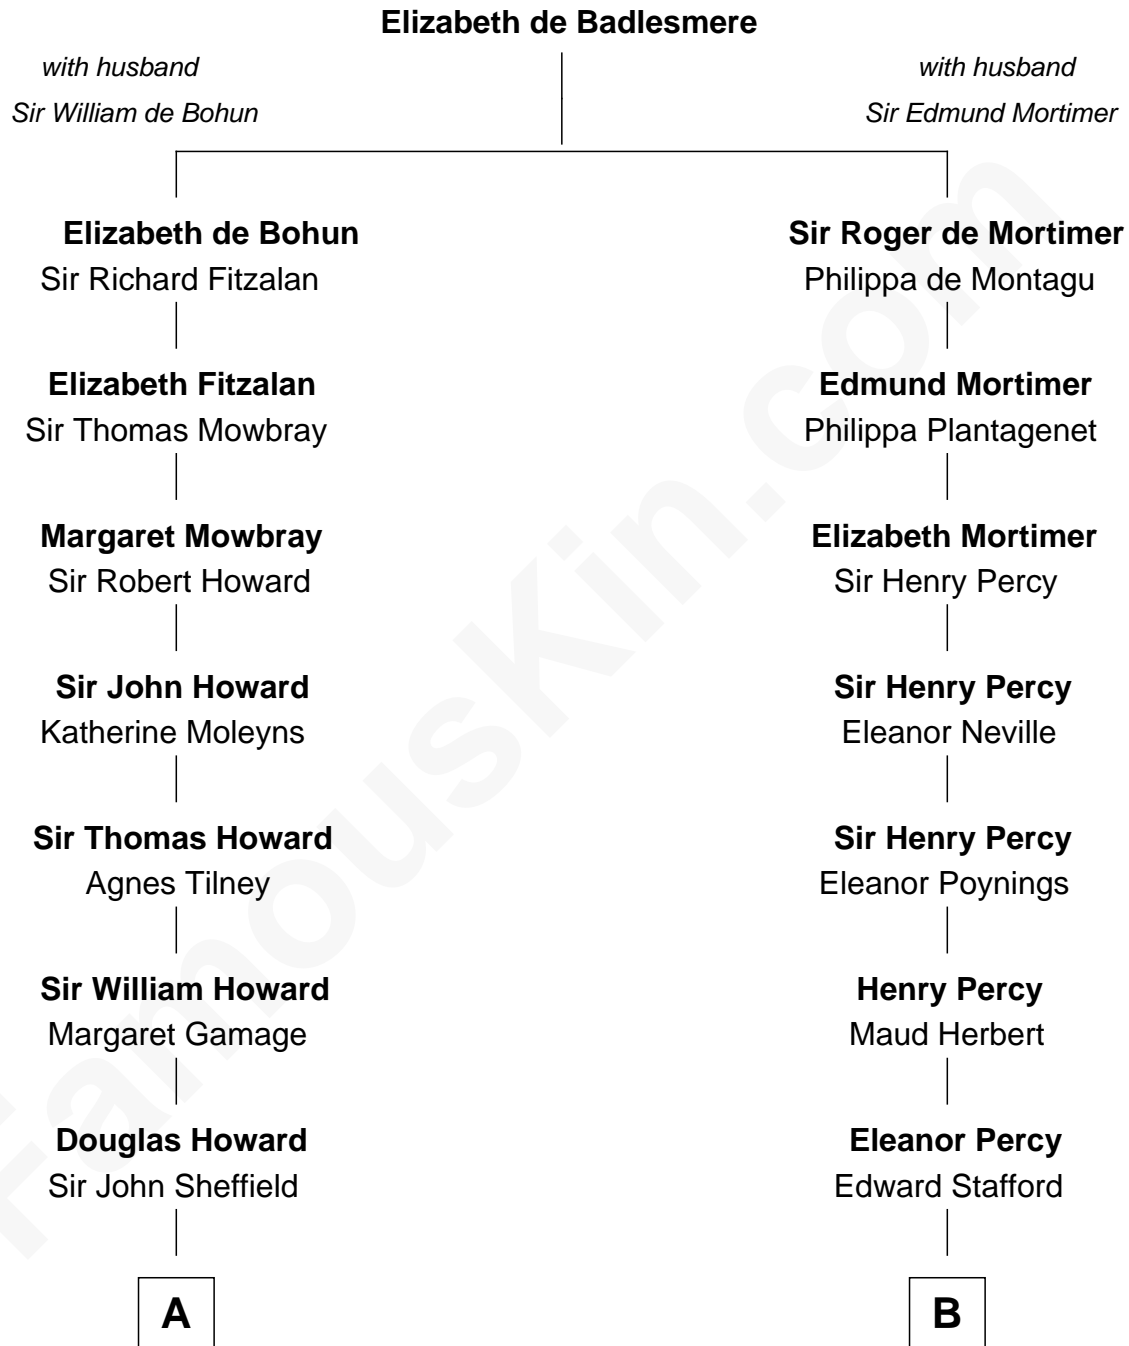 Elizabeth de Badlesmere
with husband
Sir William de Bohun
with husband
Sir Edmund Mortimer
Elizabeth de Bohun
Sir Richard Fitzalan
Sir Roger de Mortimer
Philippa de Montagu
Elizabeth Fitzalan
Sir Thomas Mowbray
Edmund Mortimer
Philippa Plantagenet
Margaret Mowbray
Sir Robert Howard
Elizabeth Mortimer
Sir Henry Percy
Sir John Howard
Katherine Moleyns
Sir Henry Percy
Eleanor Neville
Sir Thomas Howard
Agnes Tilney
Sir Henry Percy
Eleanor Poynings
Sir William Howard
Margaret Gamage
Henry Percy
Maud Herbert
Douglas Howard
Sir John Sheffield
Eleanor Percy
Edward Stafford
A
B
FamousKin.com